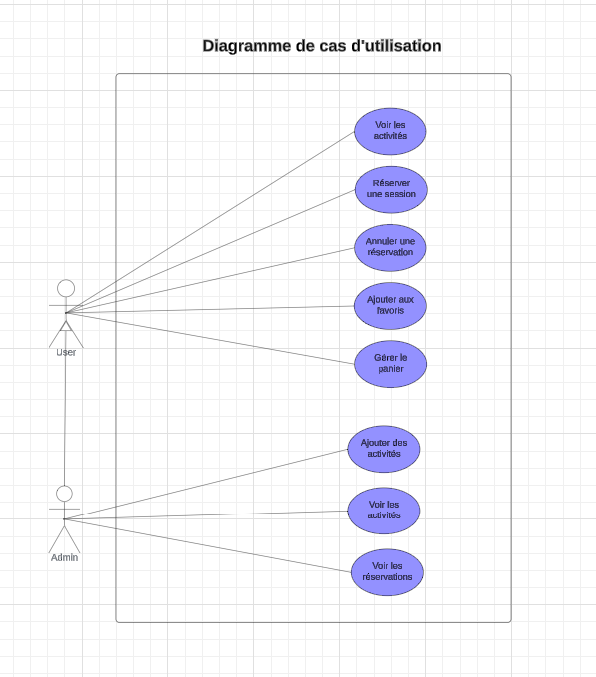 Diagramme de cas d'utilisation
Voir les
activités
Réserver
une session
Annuler une
réservation
Ajouter aux
favoris
Gérer le
panier
User
Ajouter des
activités
Voir les
activités
Voir les
réservations
Admin